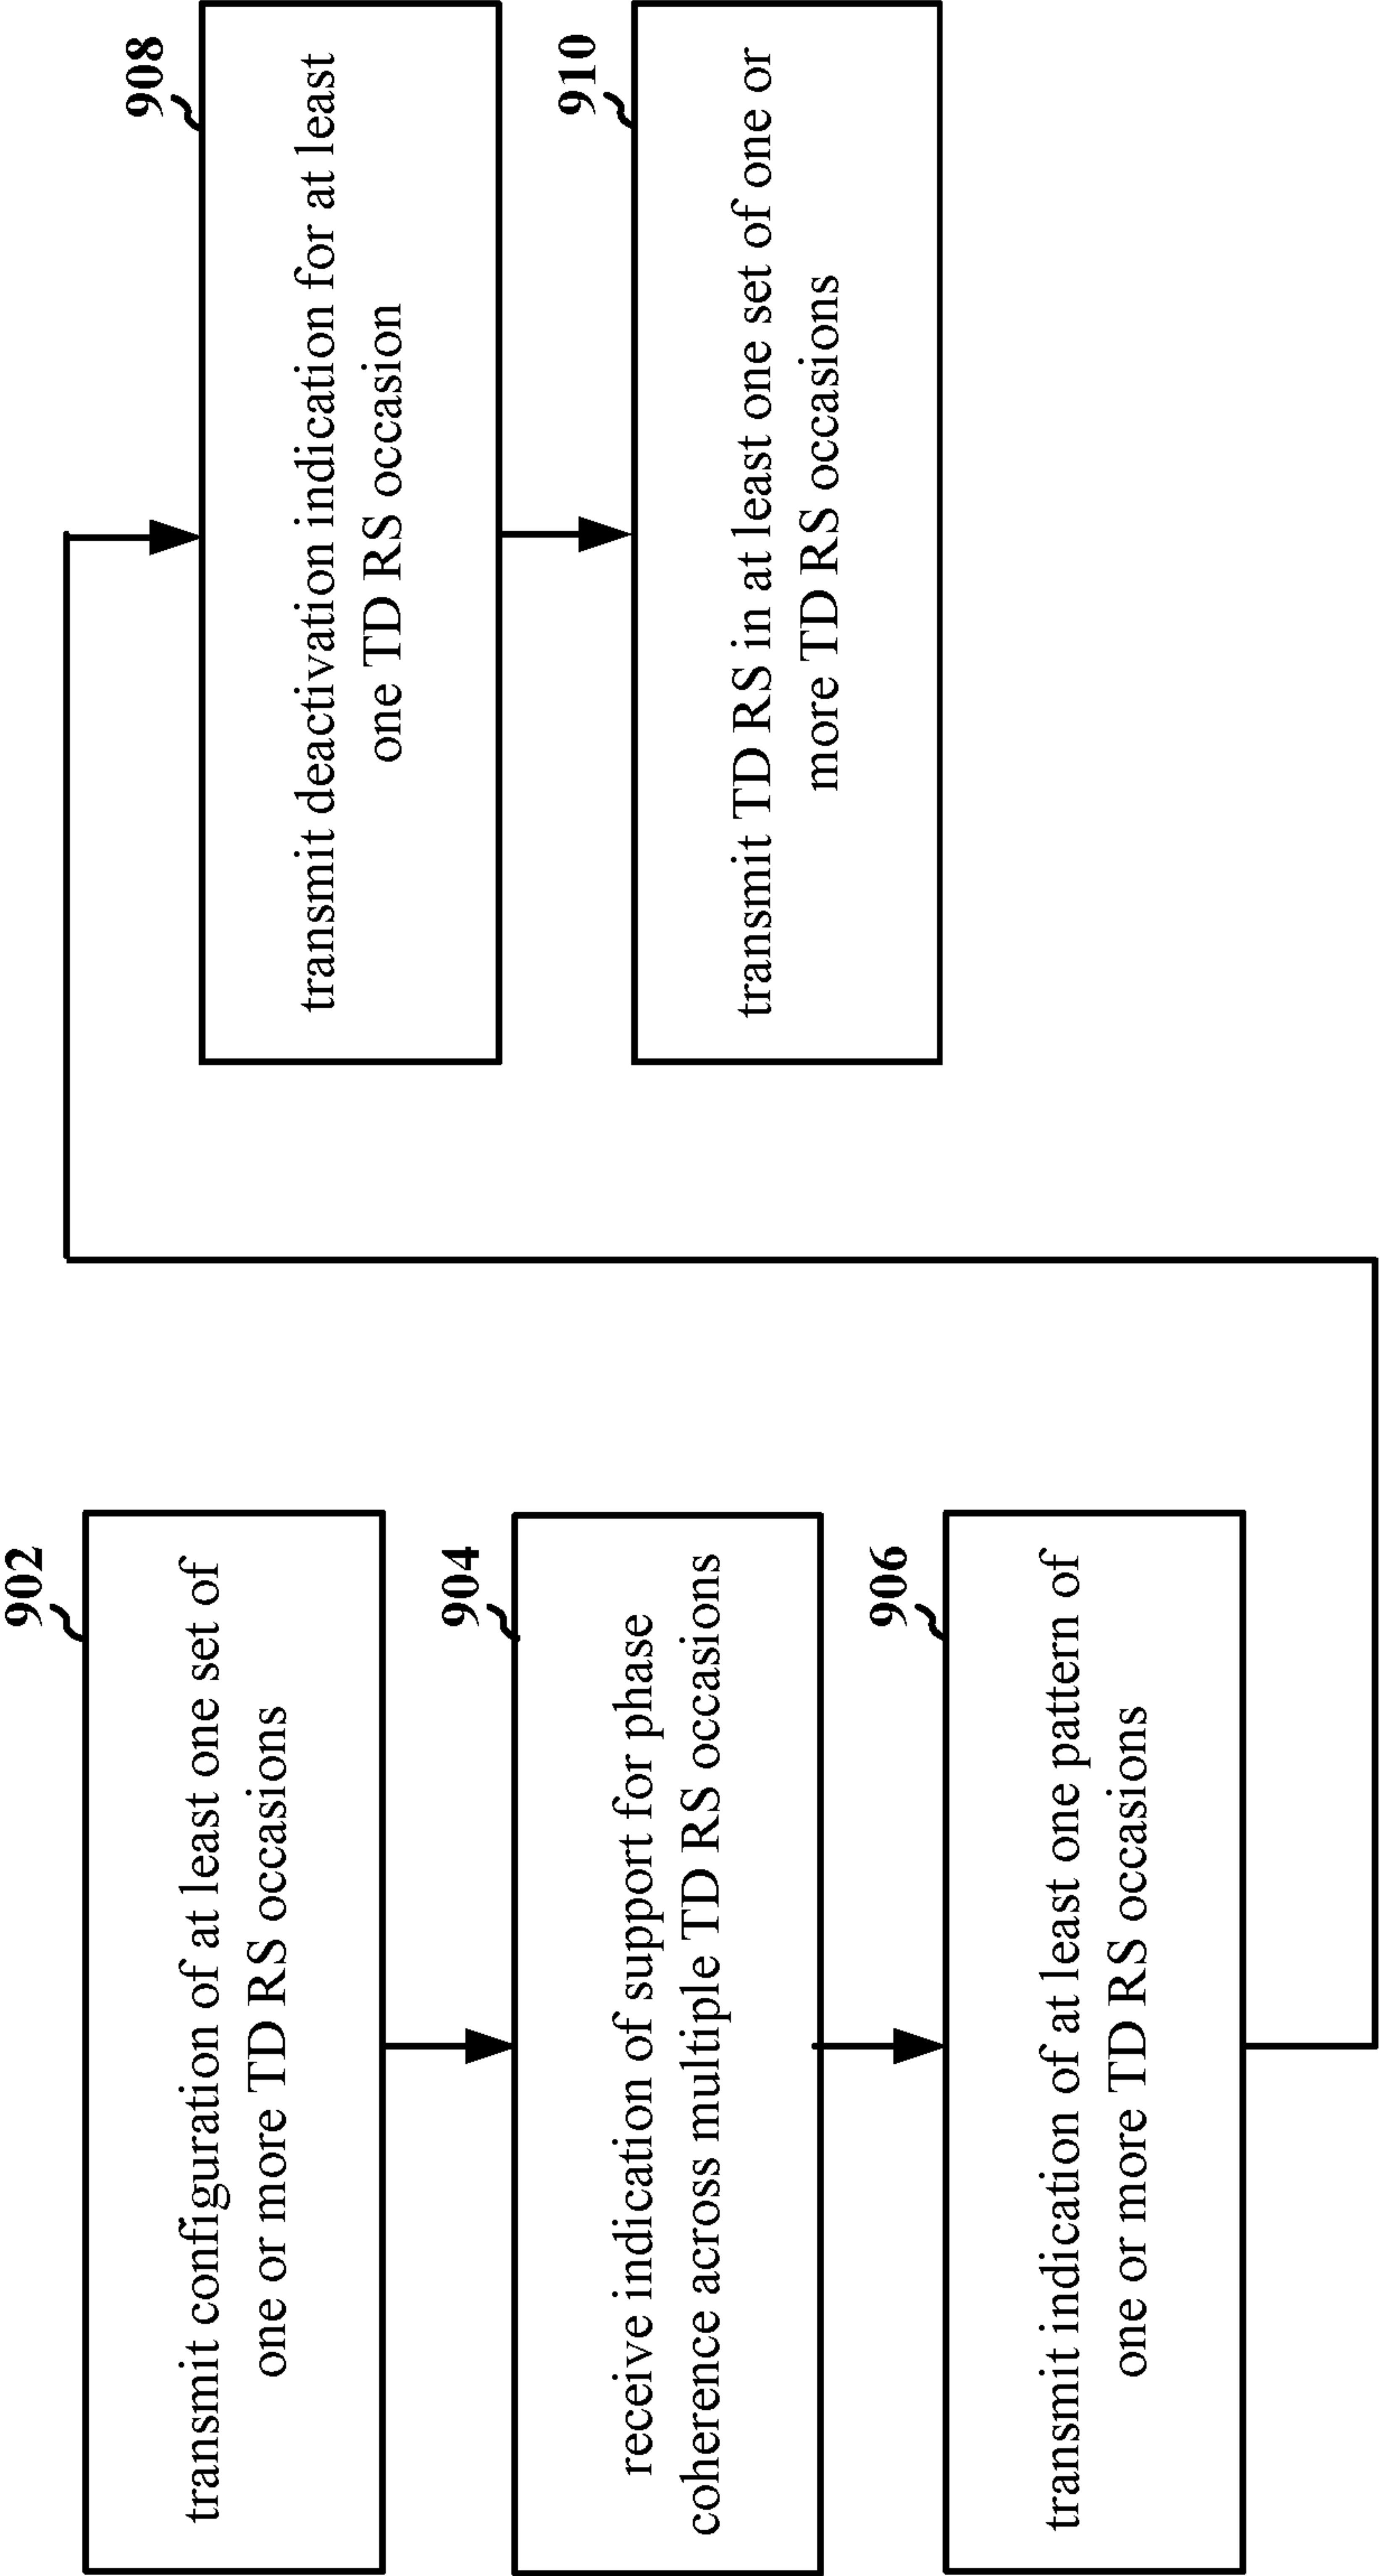 902
transmit configuration of at least one set of
one or more TD RS occasions
904
receive indication of support for phase
coherence across multiple TD RS occasions
906
transmit indication of at least one pattern of
one or more TD RS occasions
908
transmit deactivation indication for at least
one TD RS occasion
910
transmit TD RS in at least one set of one or
more TD RS occasions